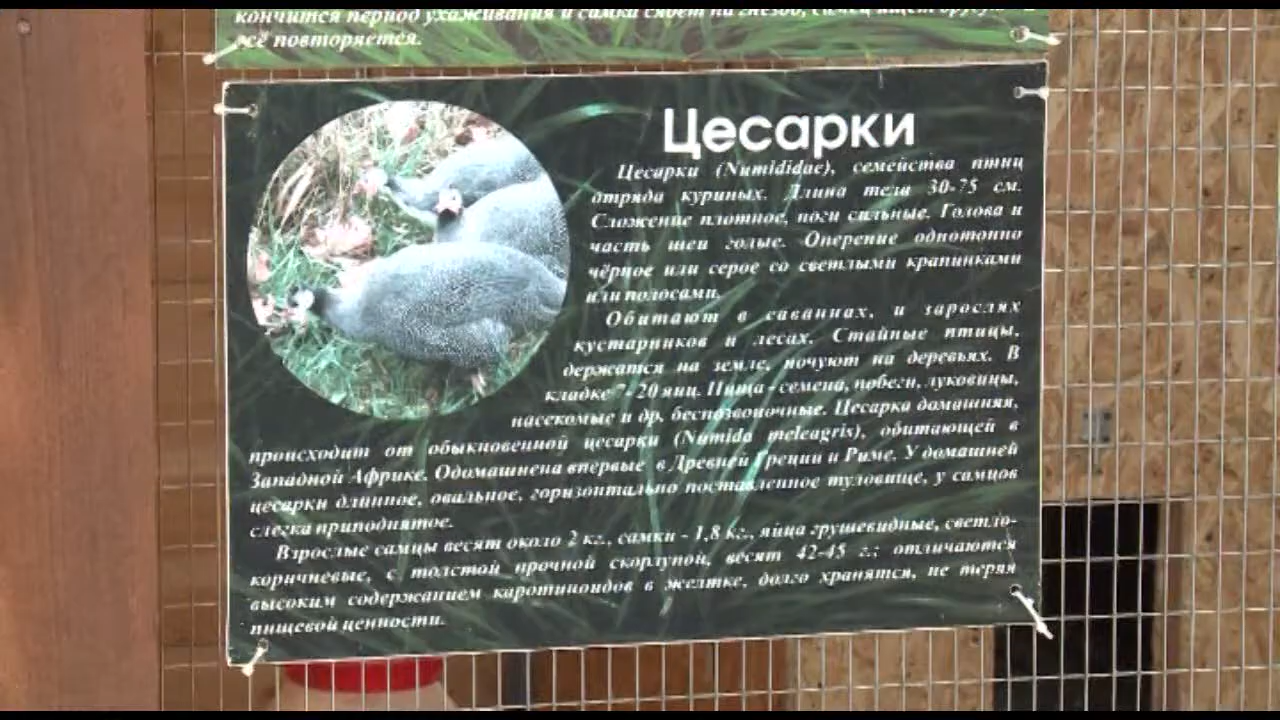 кончится период ухаживания и самка сядет на гнездо, самец ищет другую
всё повторяется.
Цесарки
Цесарки (Numididae), семейства птиц
отряда куриных. Длина тела 30-75 см.
Сложение плотное, ноги сильные. Голова и
часть шеи голые. Оперение однотонно
чёрное или серое со светлыми крапинками
или полосами.
Обитают в саваннах, и зарослях
кустарников и лесах. Стайные птицы,
держатся на земле, ночуют на деревьях. В
кладке 7- 20 яиц. Пища - семена, побеги, луковицы,
насекомые и др. беспозвоночные. Цесарка домашняя,
происходит от обыкновенной цесарки (Numida meleagris), обитающей в
Западной Африке. Одомашнена впервые в Древней Греции и Риме. У домашней
цесарки длинное, овальное, горизонтально поставленное туловище, у самцов
слегка приподнятое.
Взрослые самцы весят около 2 кг., самки - 1,8 кг., яйца грушевидные, светло-
коричневые, с толстой прочной скорлупой, весят 42-45 г.; отличаются
высоким содержанием каротиноидов в желтке, долго хранятся, не теряя
пищевой ценности.